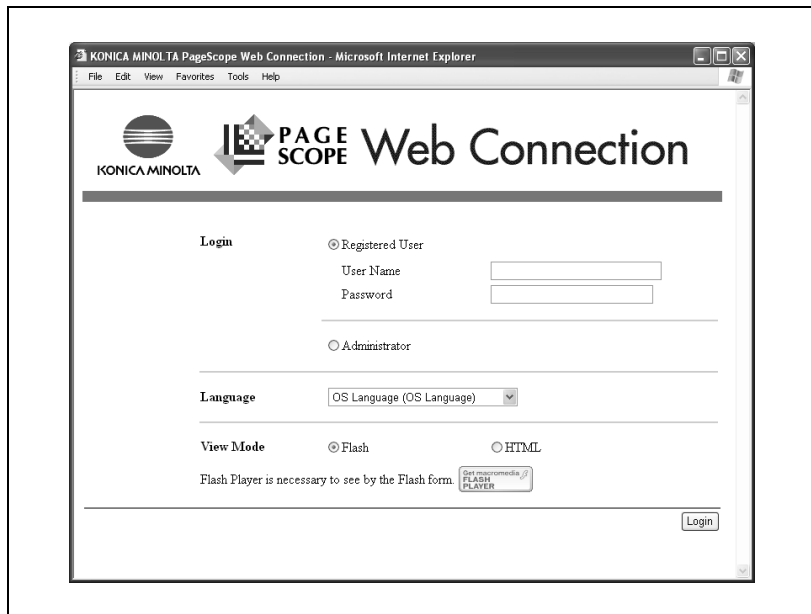 KONICA MINOLTA PageScope Web Connection - Microsoft Internet Explorer
File Edit View Favorites Tools Help
KONICA MINOLTA
PAGE SCOPE Web Connection
Login
Registered User
User Name
Password
Administrator
Language
OS Language (OS Language)
View Mode
Flash
HTML
Flash Player is necessary to see by the Flash form.
Get macromedia
FLASH
PLAYER
Login